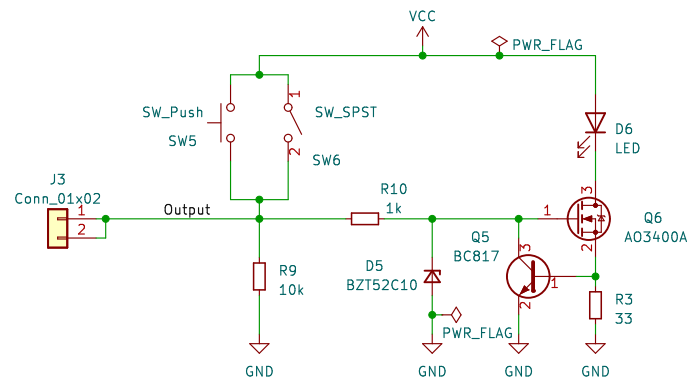 VCC
PWR_FLAG
SW_Push
1
SW_SPST
D6
SW5
LED
2
SW6
J3
Conn_01x02
R10
3
1
Output
1k
1
Q6
2
Q5
AO3400A
BC817
3
2
D5
R9
BZT52C10
10k
1
R3
2
33
PWR_FLAG
GND
GND
GND
GND